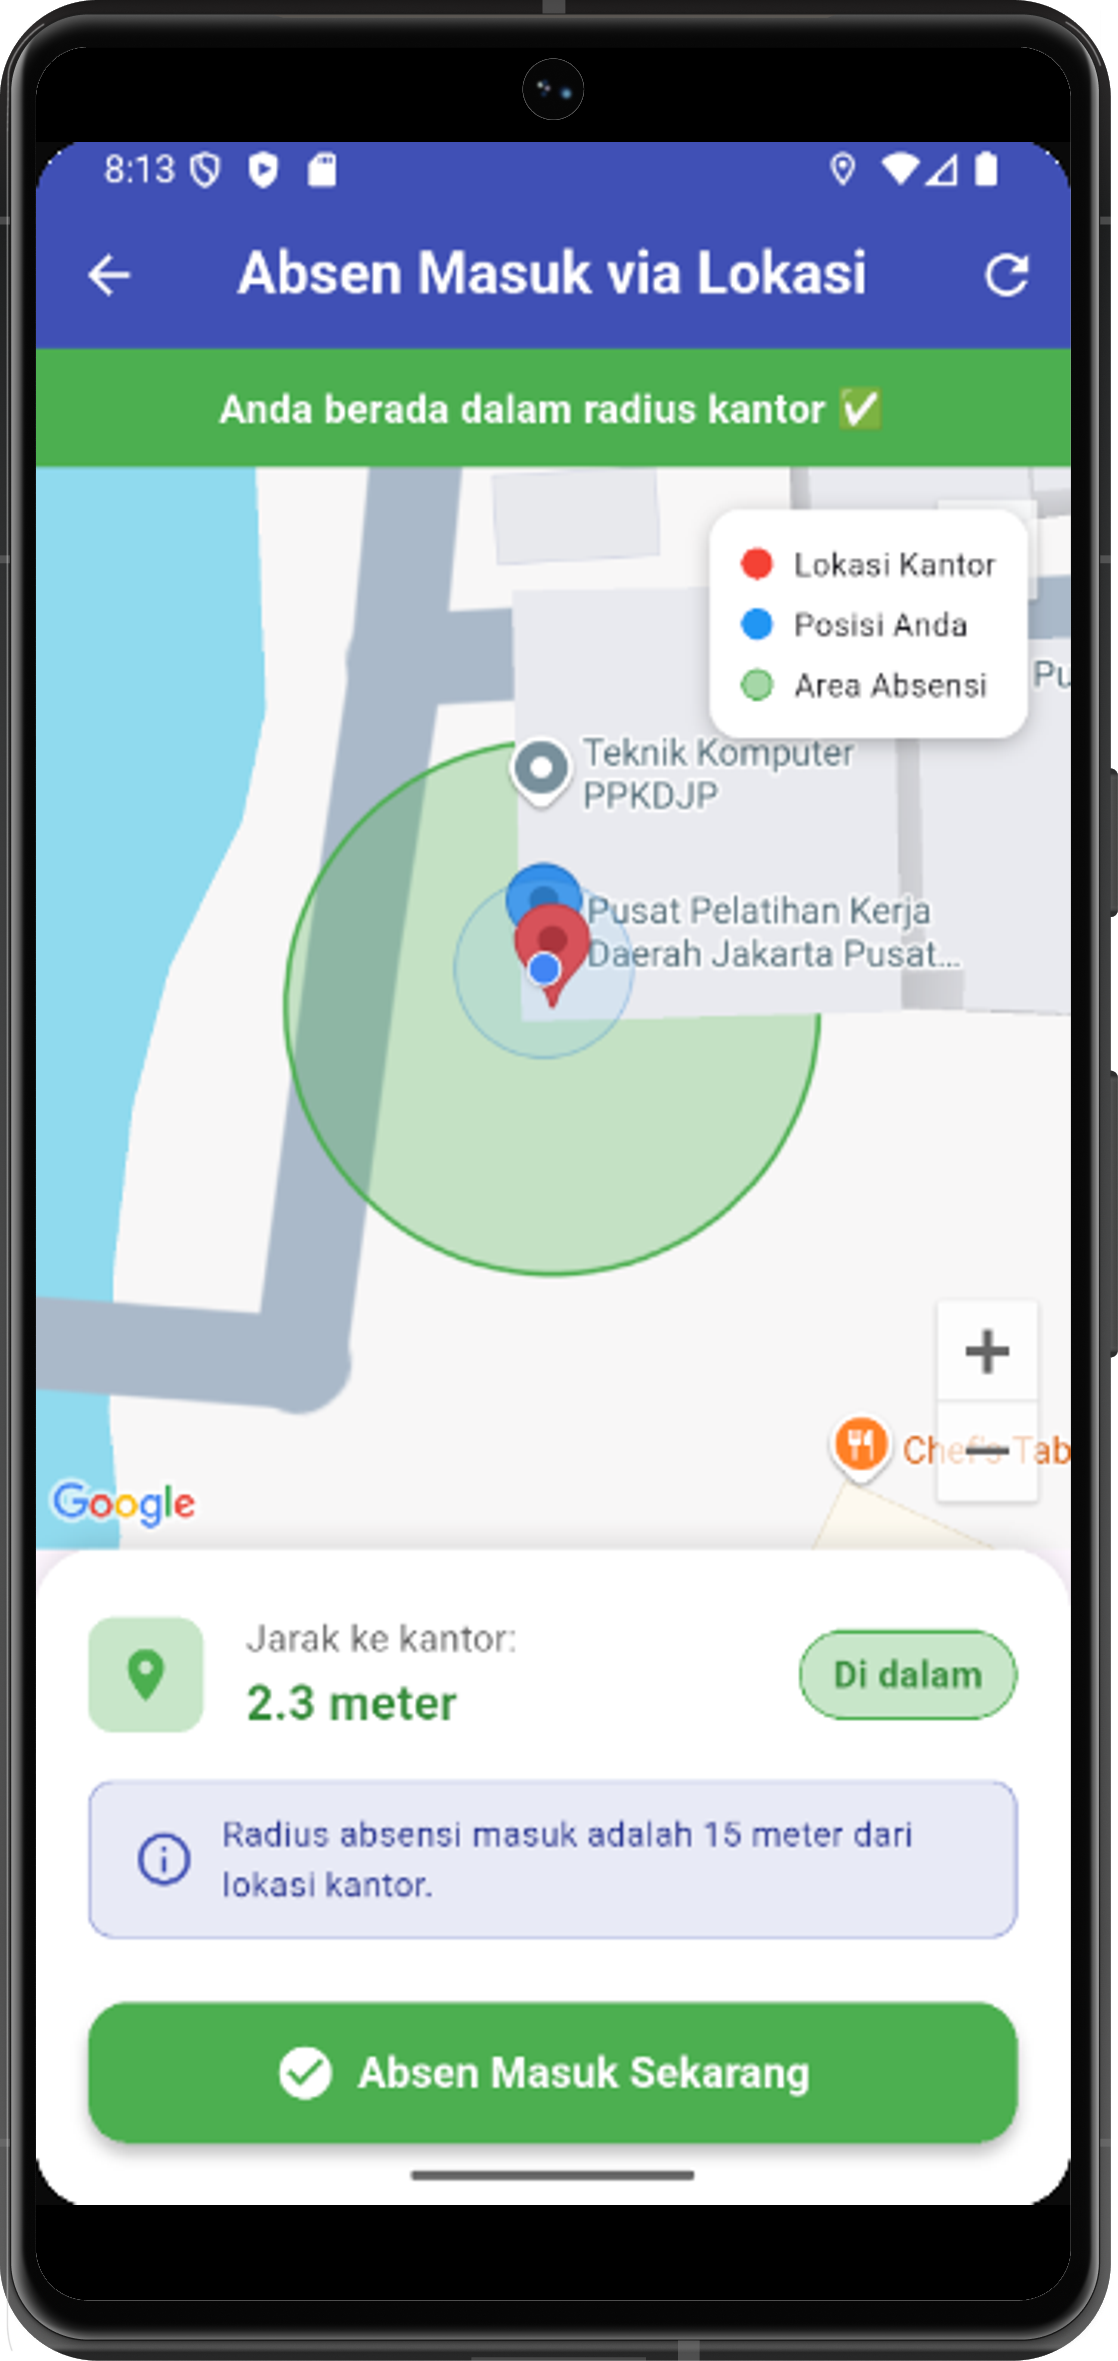 8:13
Absen Masuk via Lokasi
Anda berada dalam radius kantor ✅
Lokasi Kantor
Posisi Anda
Area Absensi
Pu
Teknik Komputer
PPKDJP
Pusat Pelatihan Kerja
Daerah Jakarta Pusat...
Chef's Tab
Google
Jarak ke kantor:
2.3 meter
Di dalam
Radius absensi masuk adalah 15 meter dari
lokasi kantor.
Absen Masuk Sekarang